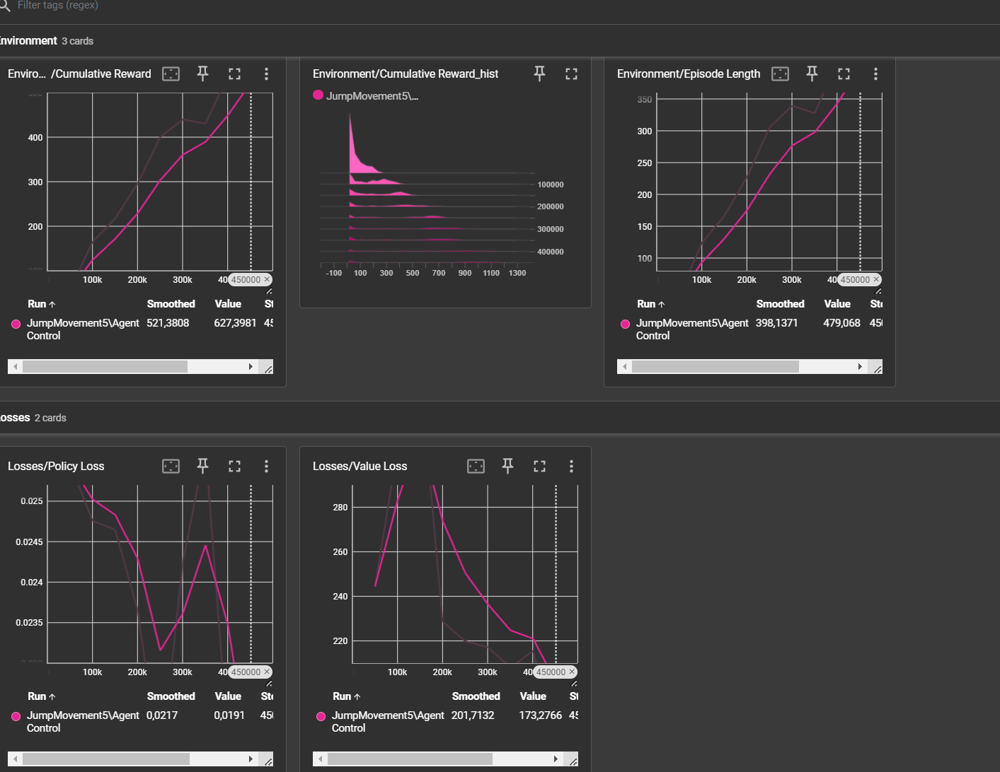 Filter tags (regex)
nvironment 3 cards
Enviro... /Cumulative Reward
400
300
200
100k 200k 300k 40 450000 ×
Run ↑ Smoothed Value St
JumpMovement5\Agent 521,3808 627,3981 45
Control
Environment/Cumulative Reward_hist
JumpMovement5\...
100000
200000
300000
400000
-100 100 300 500 700 900 1100 1300
Environment/Episode Length
350
300
250
200
150
100
100k 200k 300k 40 450000 ×
Run ↑ Smoothed Value Ste
JumpMovement5\Agent 398,1371 479,068 450
Control
osses 2 cards
Losses/Policy Loss
0.025
0.0245
0.024
0.0235
100k 200k 300k 40 450000 ×
Run ↑ Smoothed Value Ste
JumpMovement5\Agent 0,0217 0,0191 450
Control
Losses/Value Loss
280
260
240
220
100k 200k 300k 40 450000 ×
Run ↑ Smoothed Value St
JumpMovement5\Agent 201,7132 173,2766 45
Control